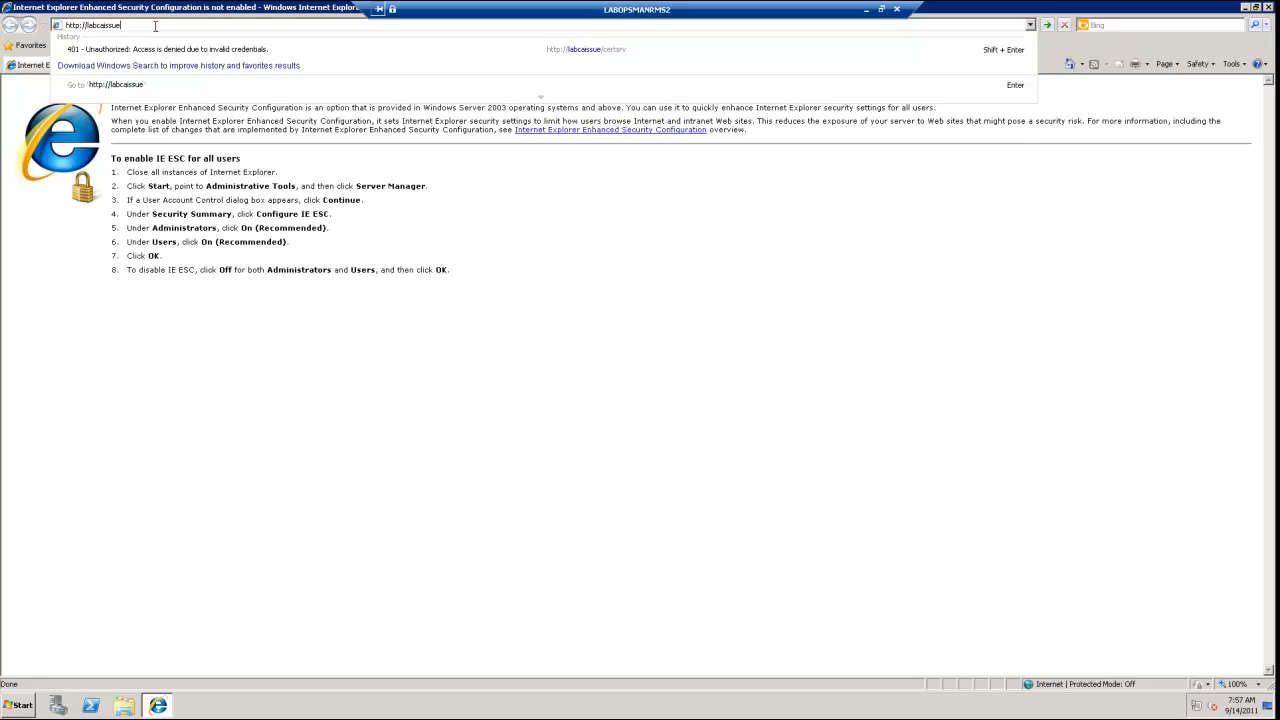 Internet Explorer Enhanced Security Configuration is not enabled - Windows Internet Explorer
LABOPSMANRMS2
http://labcaissue
Bing
Favorites
History
401 - Unauthorized: Access is denied due to invalid credentials.
http://labcaissue/certsrv
Shift + Enter
Download Windows Search to improve history and favorites results
Internet E
Page
Safety
Tools
Go to 'http://labcaissue'
Enter
Internet Explorer Enhanced Security Configuration is an option that is provided in Windows Server 2003 operating systems and above. You can use it to quickly enhance Internet Explorer security settings for all users.
When you enable Internet Explorer Enhanced Security Configuration, it sets Internet Explorer security settings to limit how users browse Internet and intranet Web sites. This reduces the exposure of your server to Web sites that might pose a security risk. For more information, including the
complete list of changes that are implemented by Internet Explorer Enhanced Security Configuration, see Internet Explorer Enhanced Security Configuration overview.
To enable IE ESC for all users
1. Close all instances of Internet Explorer.
2. Click Start, point to Administrative Tools, and then click Server Manager.
3. If a User Account Control dialog box appears, click Continue.
4. Under Security Summary, click Configure IE ESC.
5. Under Administrators, click On (Recommended).
6. Under Users, click On (Recommended).
7. Click OK.
8. To disable IE ESC, click Off for both Administrators and Users, and then click OK.
Done
Internet | Protected Mode: Off
100%
Start
7:57 AM
9/14/2011